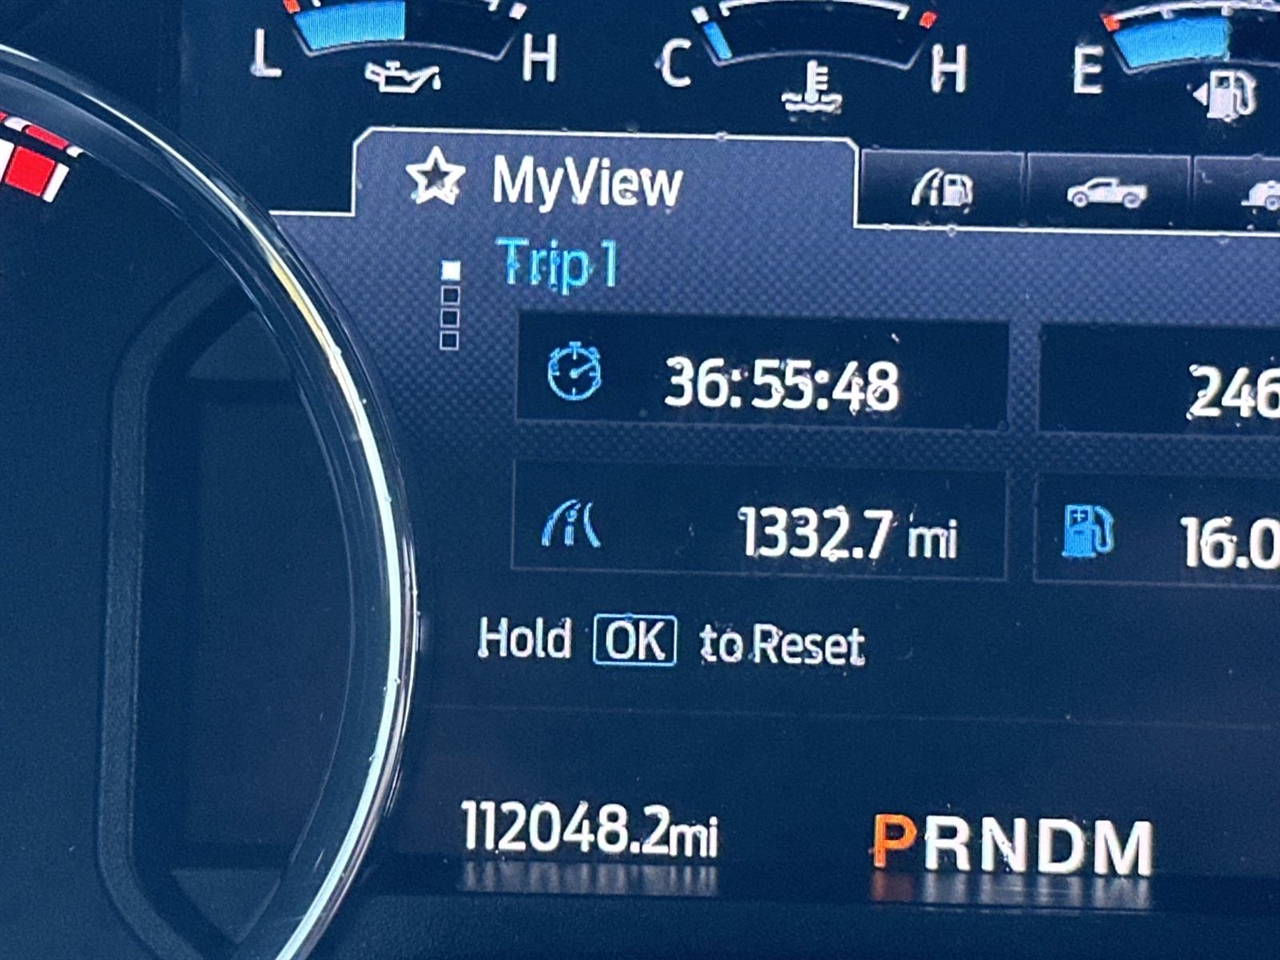 L H C H E
MyView
Trip 1
36:55:48
246
1332.7 mi
16.0
Hold OK to Reset
112048.2mi
PRNDM